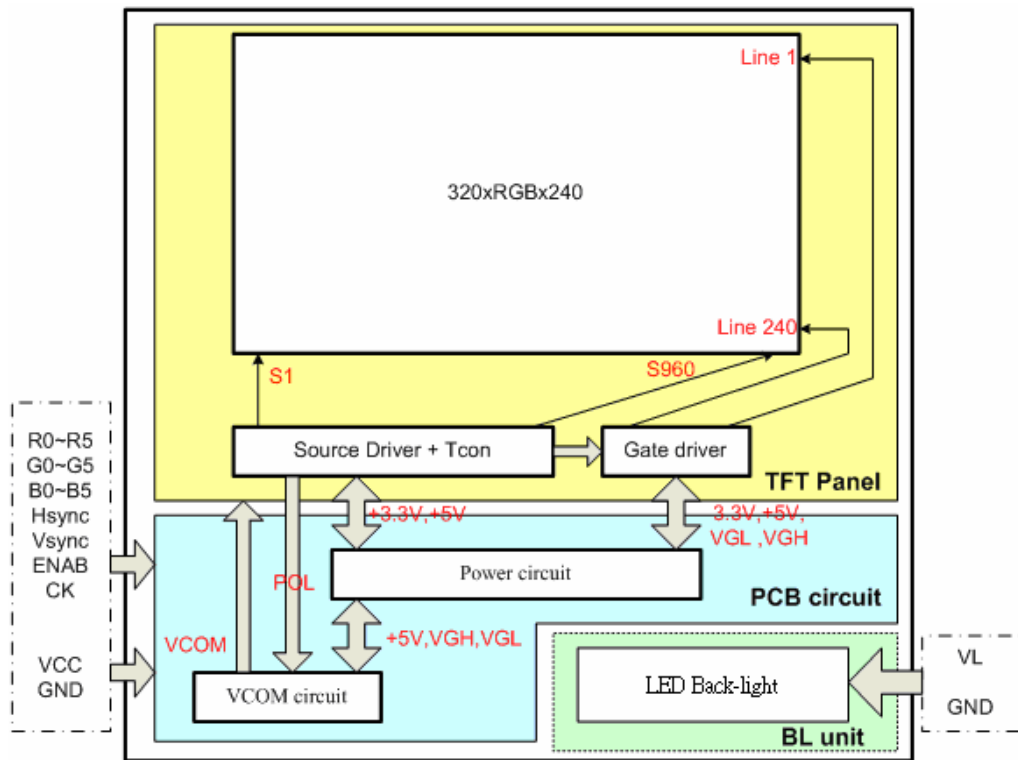 Line 1
320xRGBx240
Line 240
S1
S960
Source Driver + Tcon
Gate driver
TFT Panel
R0~R5
G0~G5
B0~B5
Hsync
Vsync
ENAB
CK
VCC
GND
+3.3V,+5V
3.3V,+5V,
VGL ,VGH
POL
Power circuit
PCB circuit
VCOM
+5V,VGH,VGL
VCOM circuit
LED Back-light
BL unit
VL
GND